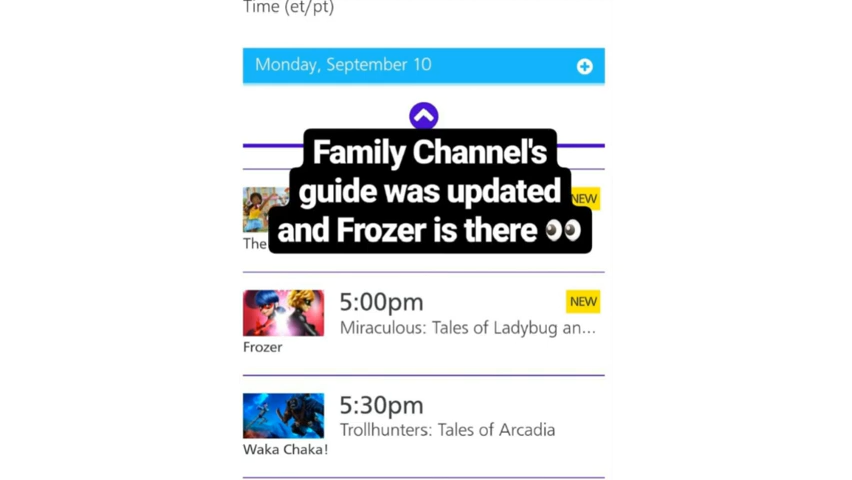 Time (et/pt)
Monday, September 10
Family Channel's
guide was updated
and Frozer is there 👀
NEW
The
5:00pm
NEW
Miraculous: Tales of Ladybug an...
Frozer
5:30pm
Trollhunters: Tales of Arcadia
Waka Chaka!